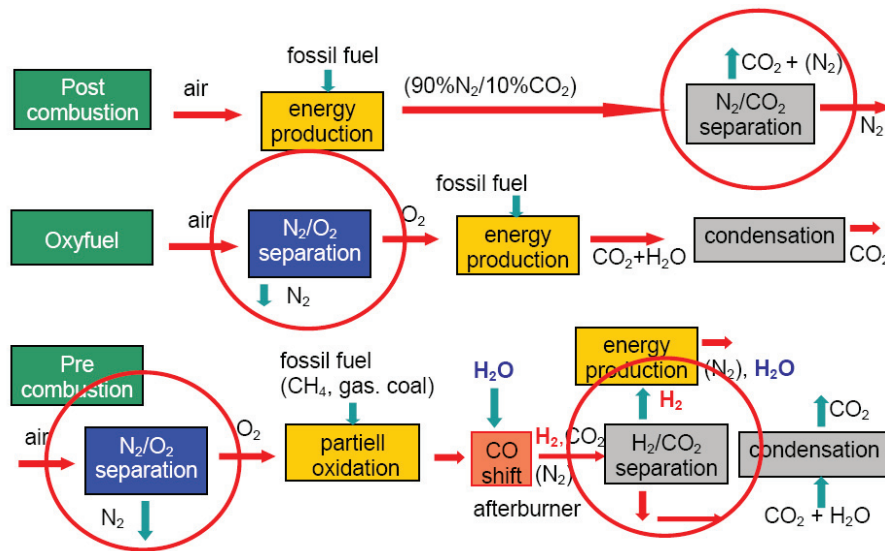 fossil fuel
Post
combustion
air
energy
production
(90%N₂/10%CO₂)
CO₂ + (N₂)
N₂/CO₂
separation
N₂
fossil fuel
Oxyfuel
air
N₂/O₂
separation
O₂
N₂
energy
production
CO₂+H₂O
condensation
CO₂
Pre
combustion
air
N₂/O₂
separation
N₂
O₂
fossil fuel
(CH₄, gas. coal)
partiell
oxidation
H₂O
CO
shift
H₂,CO₂
(N₂)
afterburner
energy
production
(N₂), H₂O
H₂
H₂/CO₂
separation
CO₂
condensation
CO₂ + H₂O